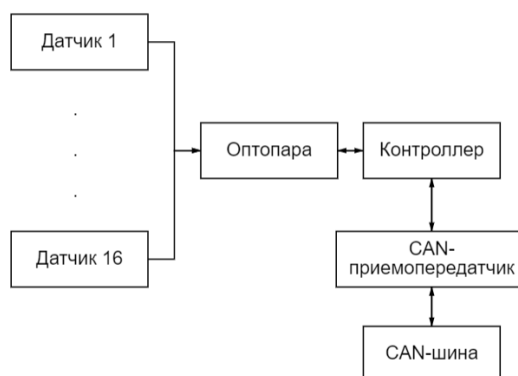 Датчик 1
.
.
.
Оптопара
Контроллер
Датчик 16
CAN-
приемопередатчик
CAN-шина